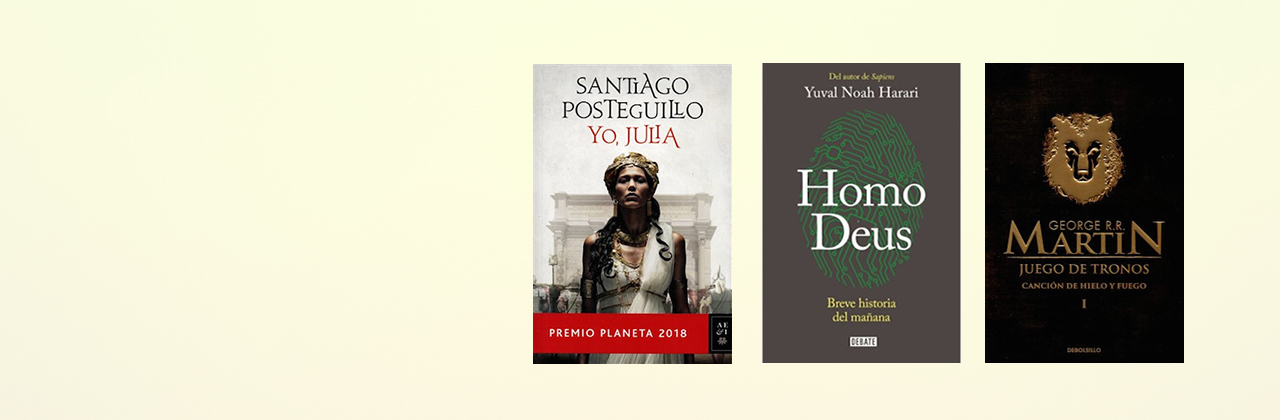 SANTIAGO
POSTEGUILLO
YO, JULIA
PREMIO PLANETA 2018
AE
&I
Del autor de Sapiens
Yuval Noah Harari
Homo
Deus
Breve historia
del mañana
DEBATE
GEORGE R.R.
MARTIN
JUEGO DE TRONOS
CANCIÓN DE HIELO Y FUEGO
I
DEBOLSILLO